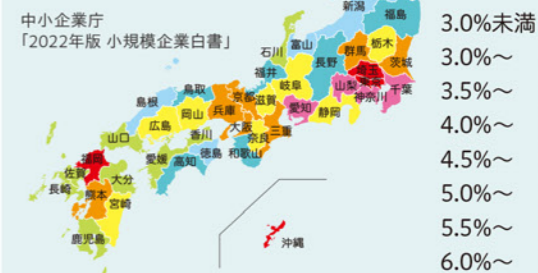 中小企業庁
「2022年版 小規模企業白書」
新潟
福島
石川
富山
栃木
群馬
茨城
福井
長野
埼玉
東京
岐阜
山梨
千葉
神奈川
鳥取
京都
滋賀
愛知
静岡
島根
兵庫
岡山
広島
大阪
三重
奈良
山口
香川
和歌山
徳島
愛媛
高知
福岡
佐賀
大分
長崎
熊本
宮崎
鹿児島
沖縄
3.0%未満
3.0%～
3.5%～
4.0%～
4.5%～
5.0%～
5.5%～
6.0%～